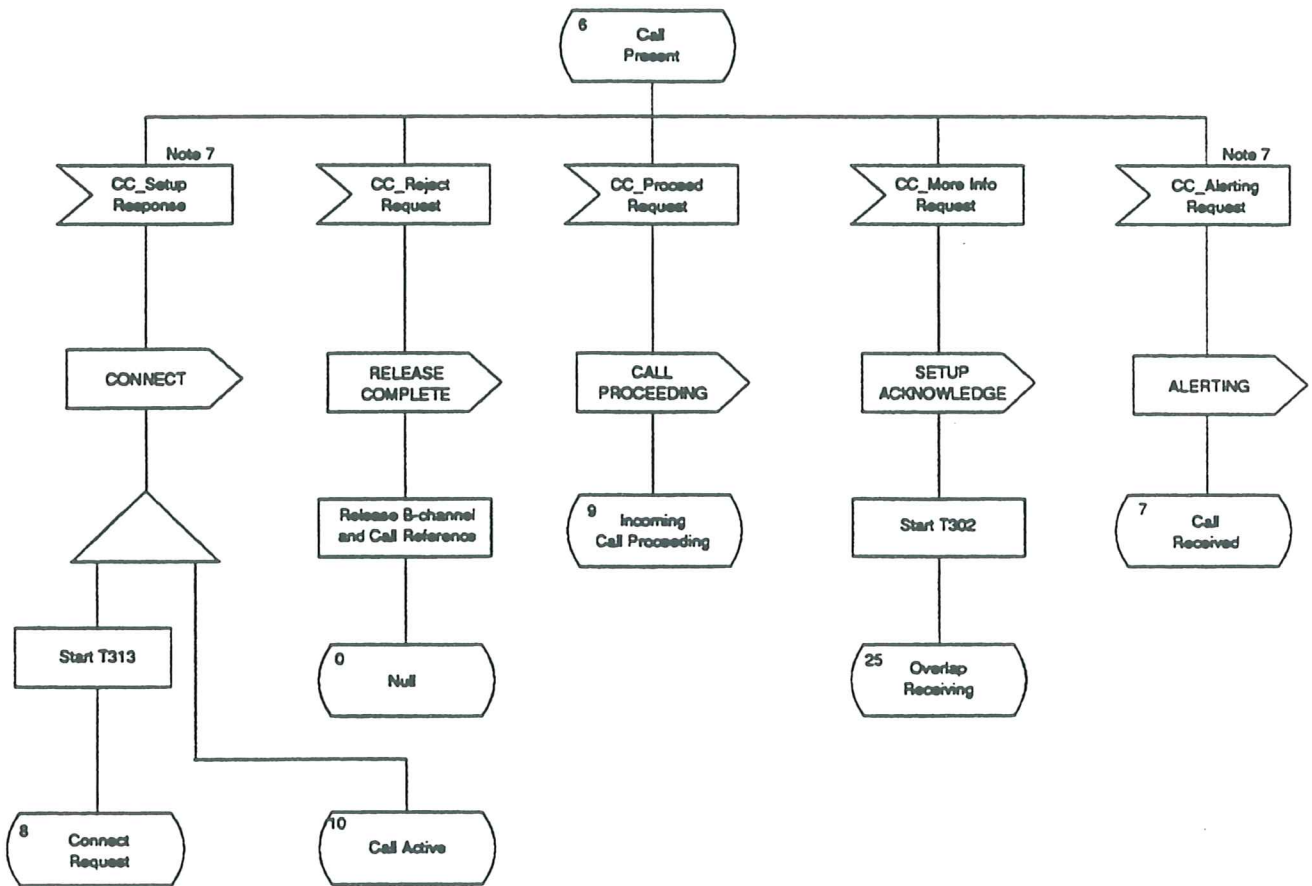 6
Call
Present
Note 7
Note 7
CC_Setup
Response
CC_Reject
Request
CC_Proceed
Request
CC_More Info
Request
CC_Alerting
Request
CONNECT
RELEASE
COMPLETE
CALL
PROCEEDING
SETUP
ACKNOWLEDGE
ALERTING
Release B-channel
and Call Reference
9
Incoming
Call Proceeding
Start T302
7
Call
Received
Start T313
0
Null
25
Overlap
Receiving
8
Connect
Request
10
Call Active